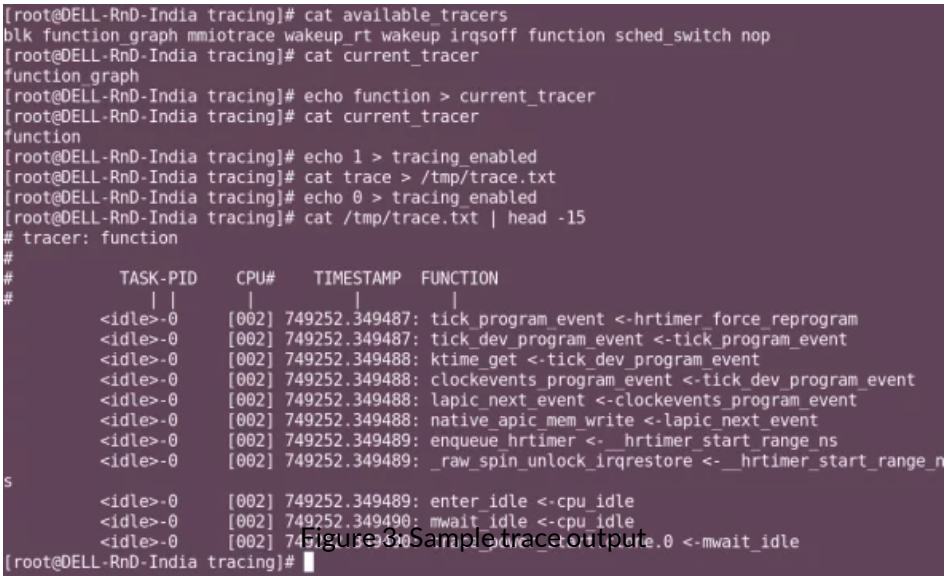 [root@DELL-RnD-India tracing]# cat available_tracers
blk function_graph mmiotrace wakeup_rt wakeup irqsoff function sched_switch nop
[root@DELL-RnD-India tracing]# cat current_tracer
function_graph
[root@DELL-RnD-India tracing]# echo function > current_tracer
[root@DELL-RnD-India tracing]# cat current_tracer
function
[root@DELL-RnD-India tracing]# echo 1 > tracing_enabled
[root@DELL-RnD-India tracing]# cat trace > /tmp/trace.txt
[root@DELL-RnD-India tracing]# echo 0 > tracing_enabled
[root@DELL-RnD-India tracing]# cat /tmp/trace.txt | head -15
# tracer: function
#
#           TASK-PID    CPU#    TIMESTAMP  FUNCTION
#              | |       |          |         |
          <idle>-0     [002] 749252.349487: tick_program_event <-hrtimer_force_reprogram
          <idle>-0     [002] 749252.349487: tick_dev_program_event <-tick_program_event
          <idle>-0     [002] 749252.349488: ktime_get <-tick_dev_program_event
          <idle>-0     [002] 749252.349488: clockevents_program_event <-tick_dev_program_event
          <idle>-0     [002] 749252.349488: lapic_next_event <-clockevents_program_event
          <idle>-0     [002] 749252.349488: native_apic_mem_write <-lapic_next_event
          <idle>-0     [002] 749252.349489: enqueue_hrtimer <-__hrtimer_start_range_ns
          <idle>-0     [002] 749252.349489: _raw_spin_unlock_irqrestore <-__hrtimer_start_range_n
s
          <idle>-0     [002] 749252.349489: enter_idle <-cpu_idle
          <idle>-0     [002] 749252.349490: mwait_idle <-cpu_idle
          <idle>-0     [002] <-mwait_idle
Figure 3: Sample trace output
[root@DELL-RnD-India tracing]#